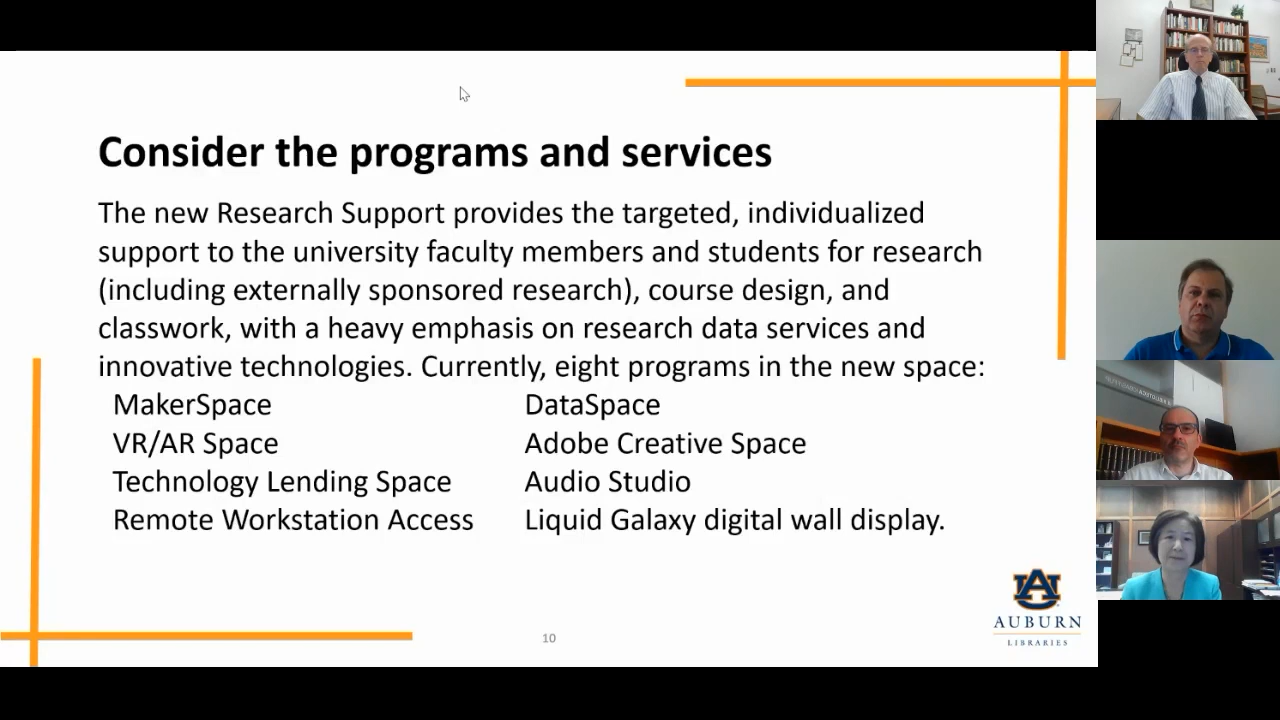 Consider the programs and services
The new Research Support provides the targeted, individualized
support to the university faculty members and students for research
(including externally sponsored research), course design, and
classwork, with a heavy emphasis on research data services and
innovative technologies. Currently, eight programs in the new space:
MakerSpace DataSpace
VR/AR Space Adobe Creative Space
Technology Lending Space Audio Studio
Remote Workstation Access Liquid Galaxy digital wall display.
AU
AUBURN
LIBRARIES
10